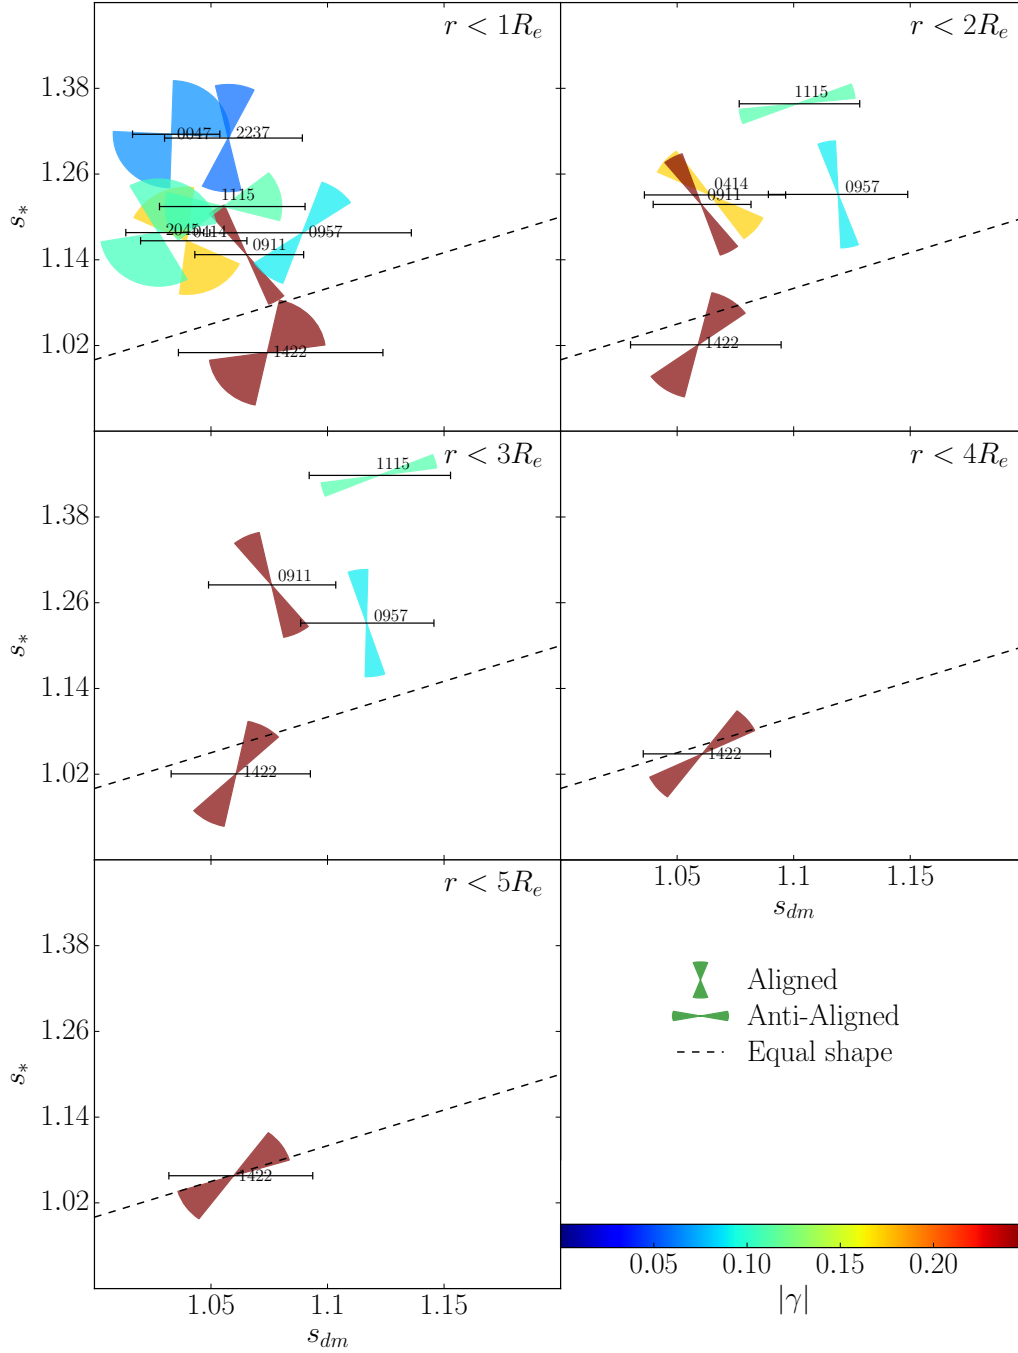 r < 1R_e
r < 2R_e
1.38
1.26
1.14
1.02
s_*
0047
2237
1115
2045
0414
0911
0957
1422
1115
0414
0911
0957
1422
r < 3R_e
r < 4R_e
1.38
1.26
1.14
1.02
s_*
1115
0911
0957
1422
1422
1.05
1.1
1.15
s_{dm}
r < 5R_e
1.38
1.26
1.14
1.02
s_*
1422
1.05
1.1
1.15
s_{dm}
Aligned
Anti-Aligned
Equal shape
0.05
0.10
0.15
0.20
|γ|